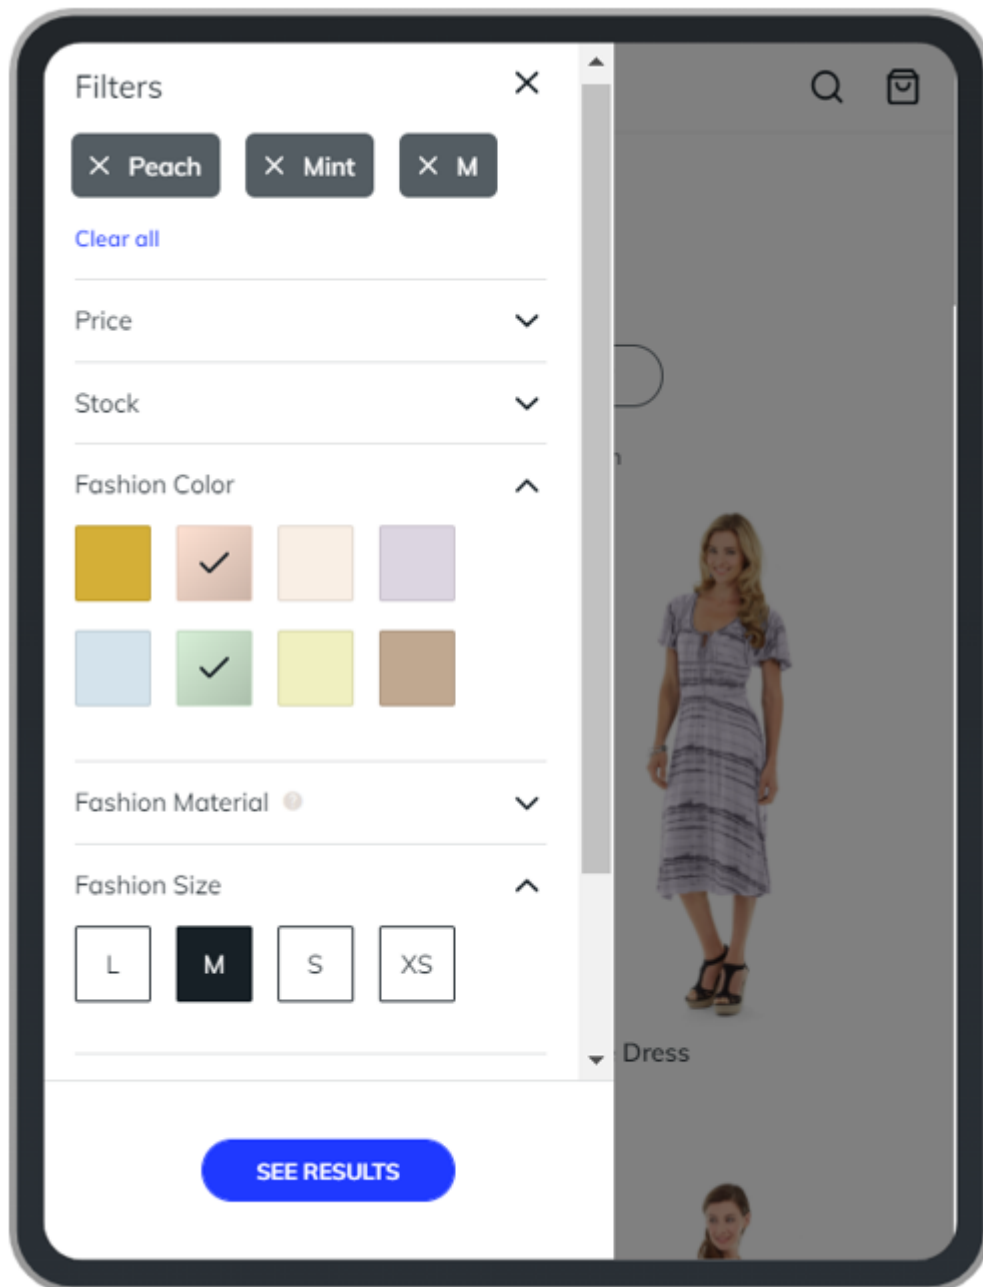 Filters
Peach Mint M
Clear all
Price
Stock
Fashion Color
Fashion Material ?
Fashion Size
L M S XS
Dress
SEE RESULTS